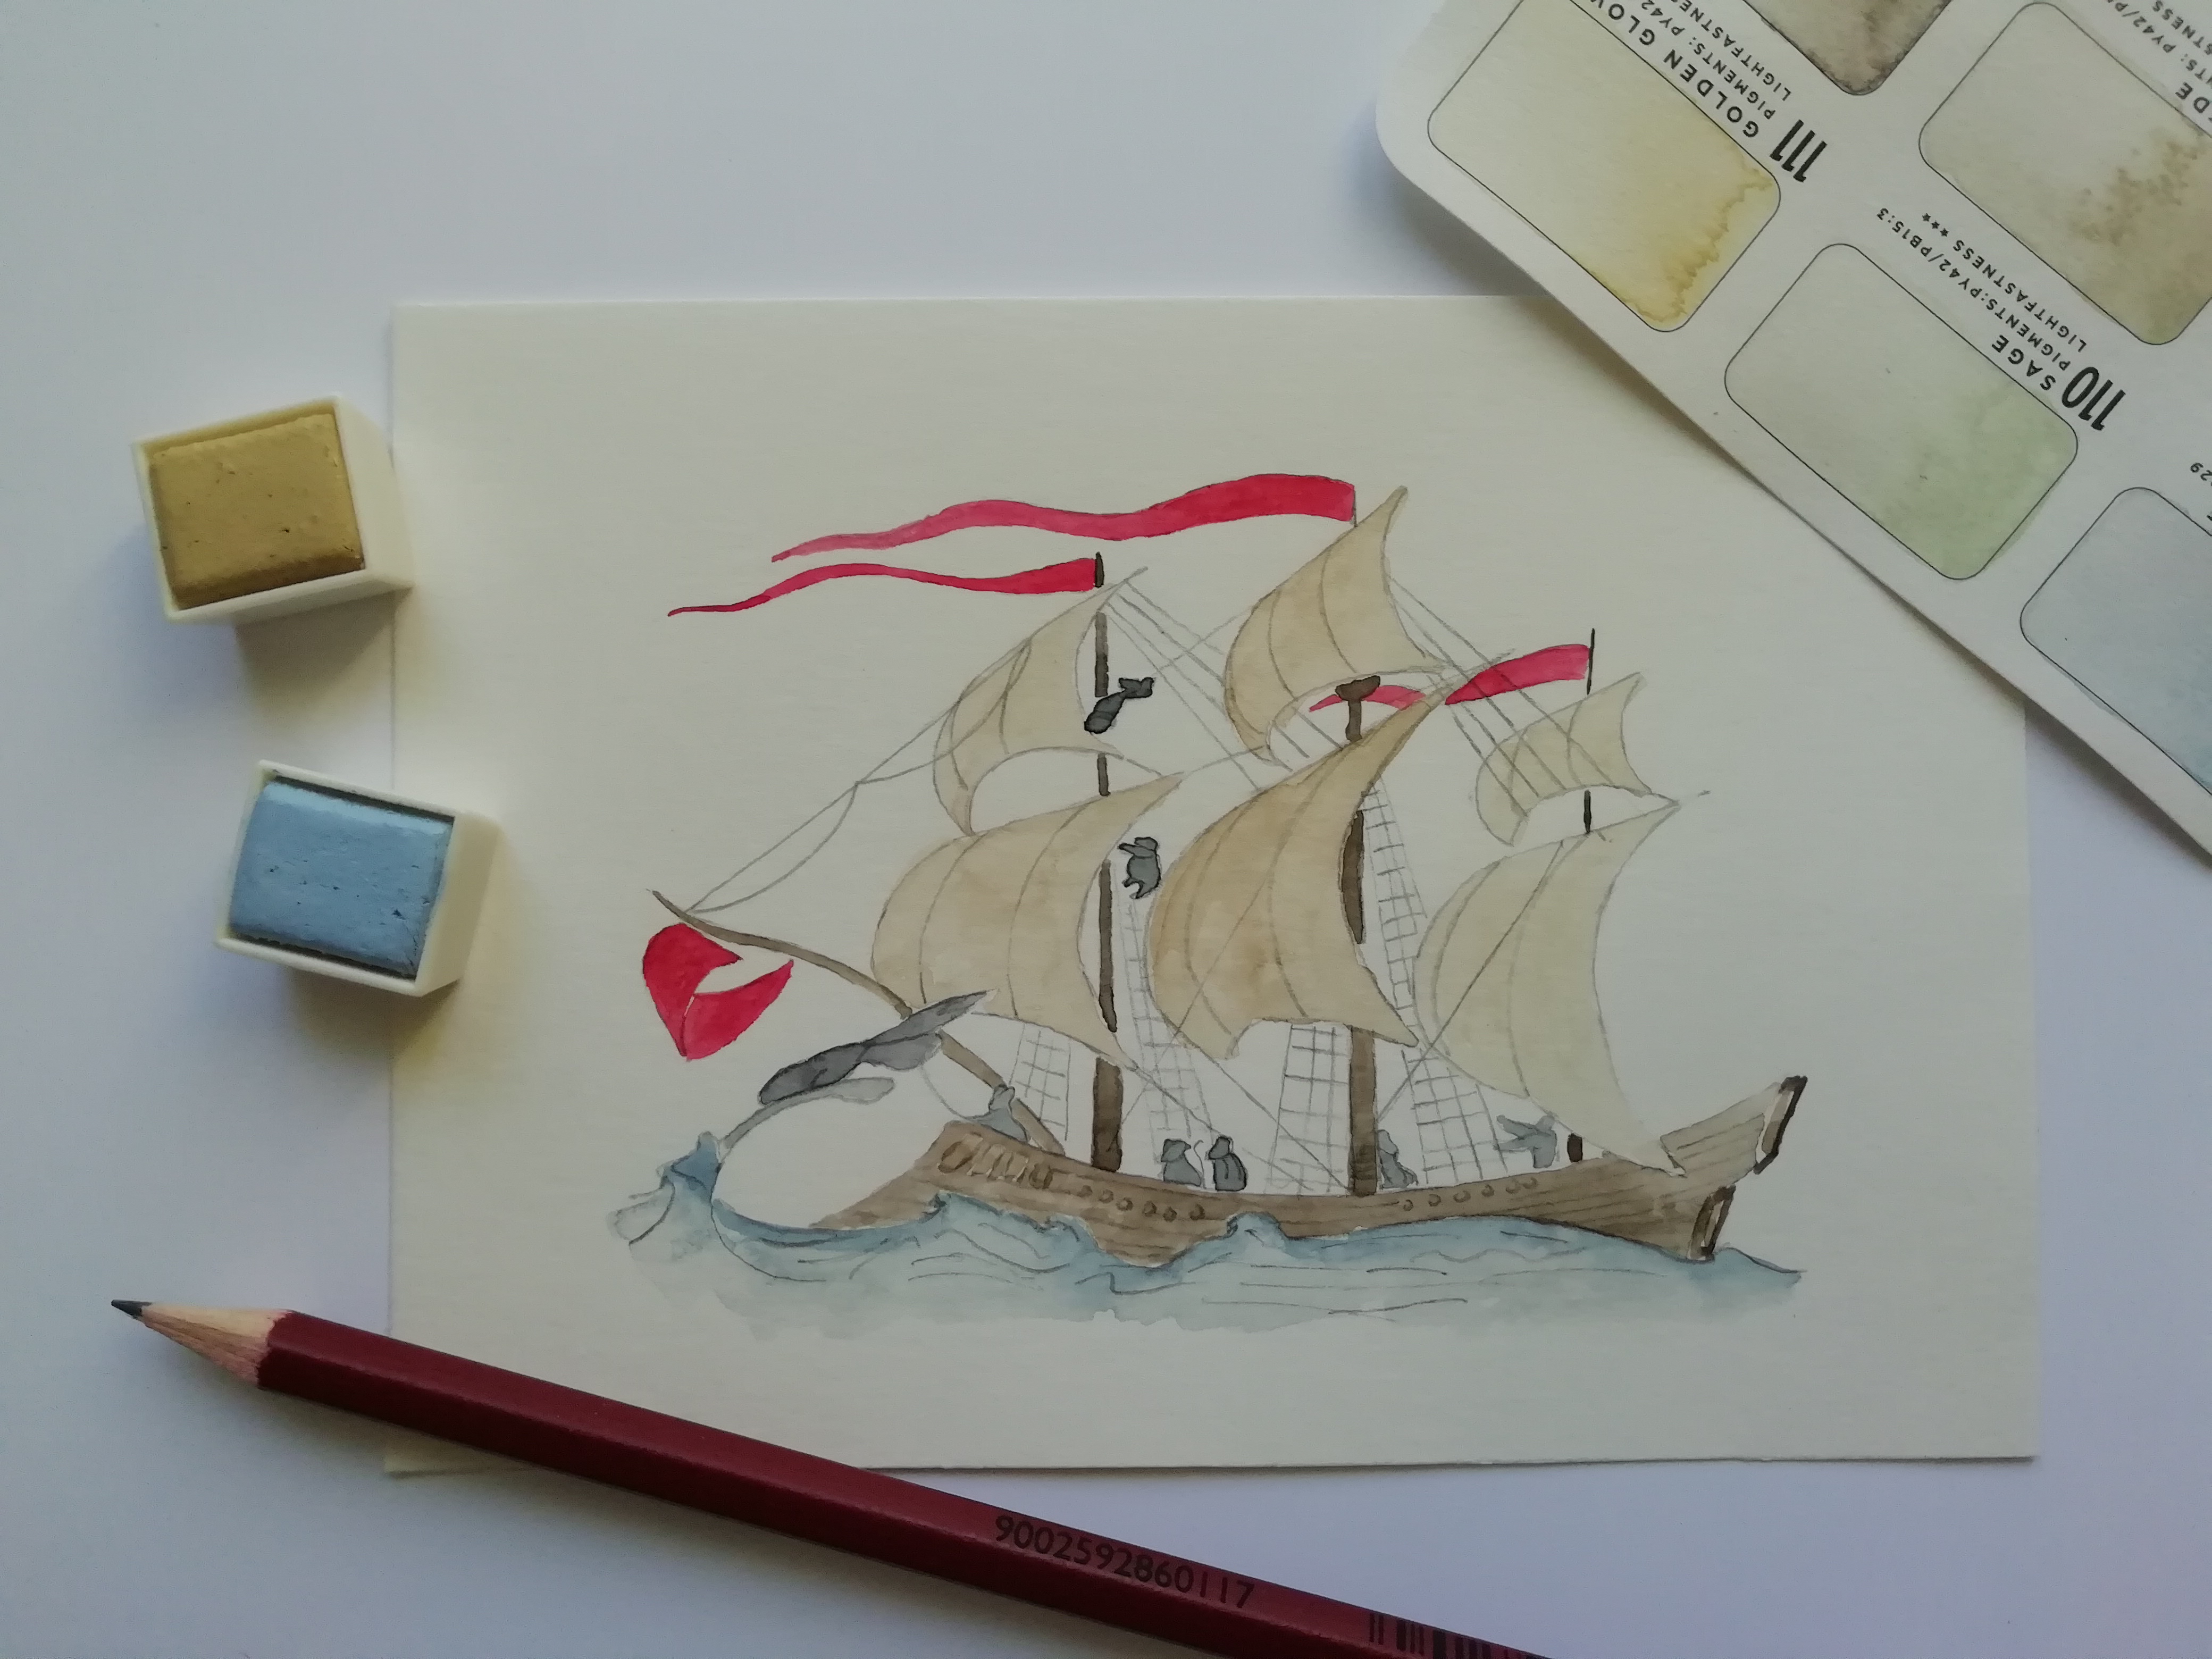 111 GOLDEN GLOW
PIGMENTS: PY42
LIGHTFASTNESS
110 SAGE
PIGMENTS:PY42/PB15:3
LIGHTFASTNESS ★★★
9002592860117